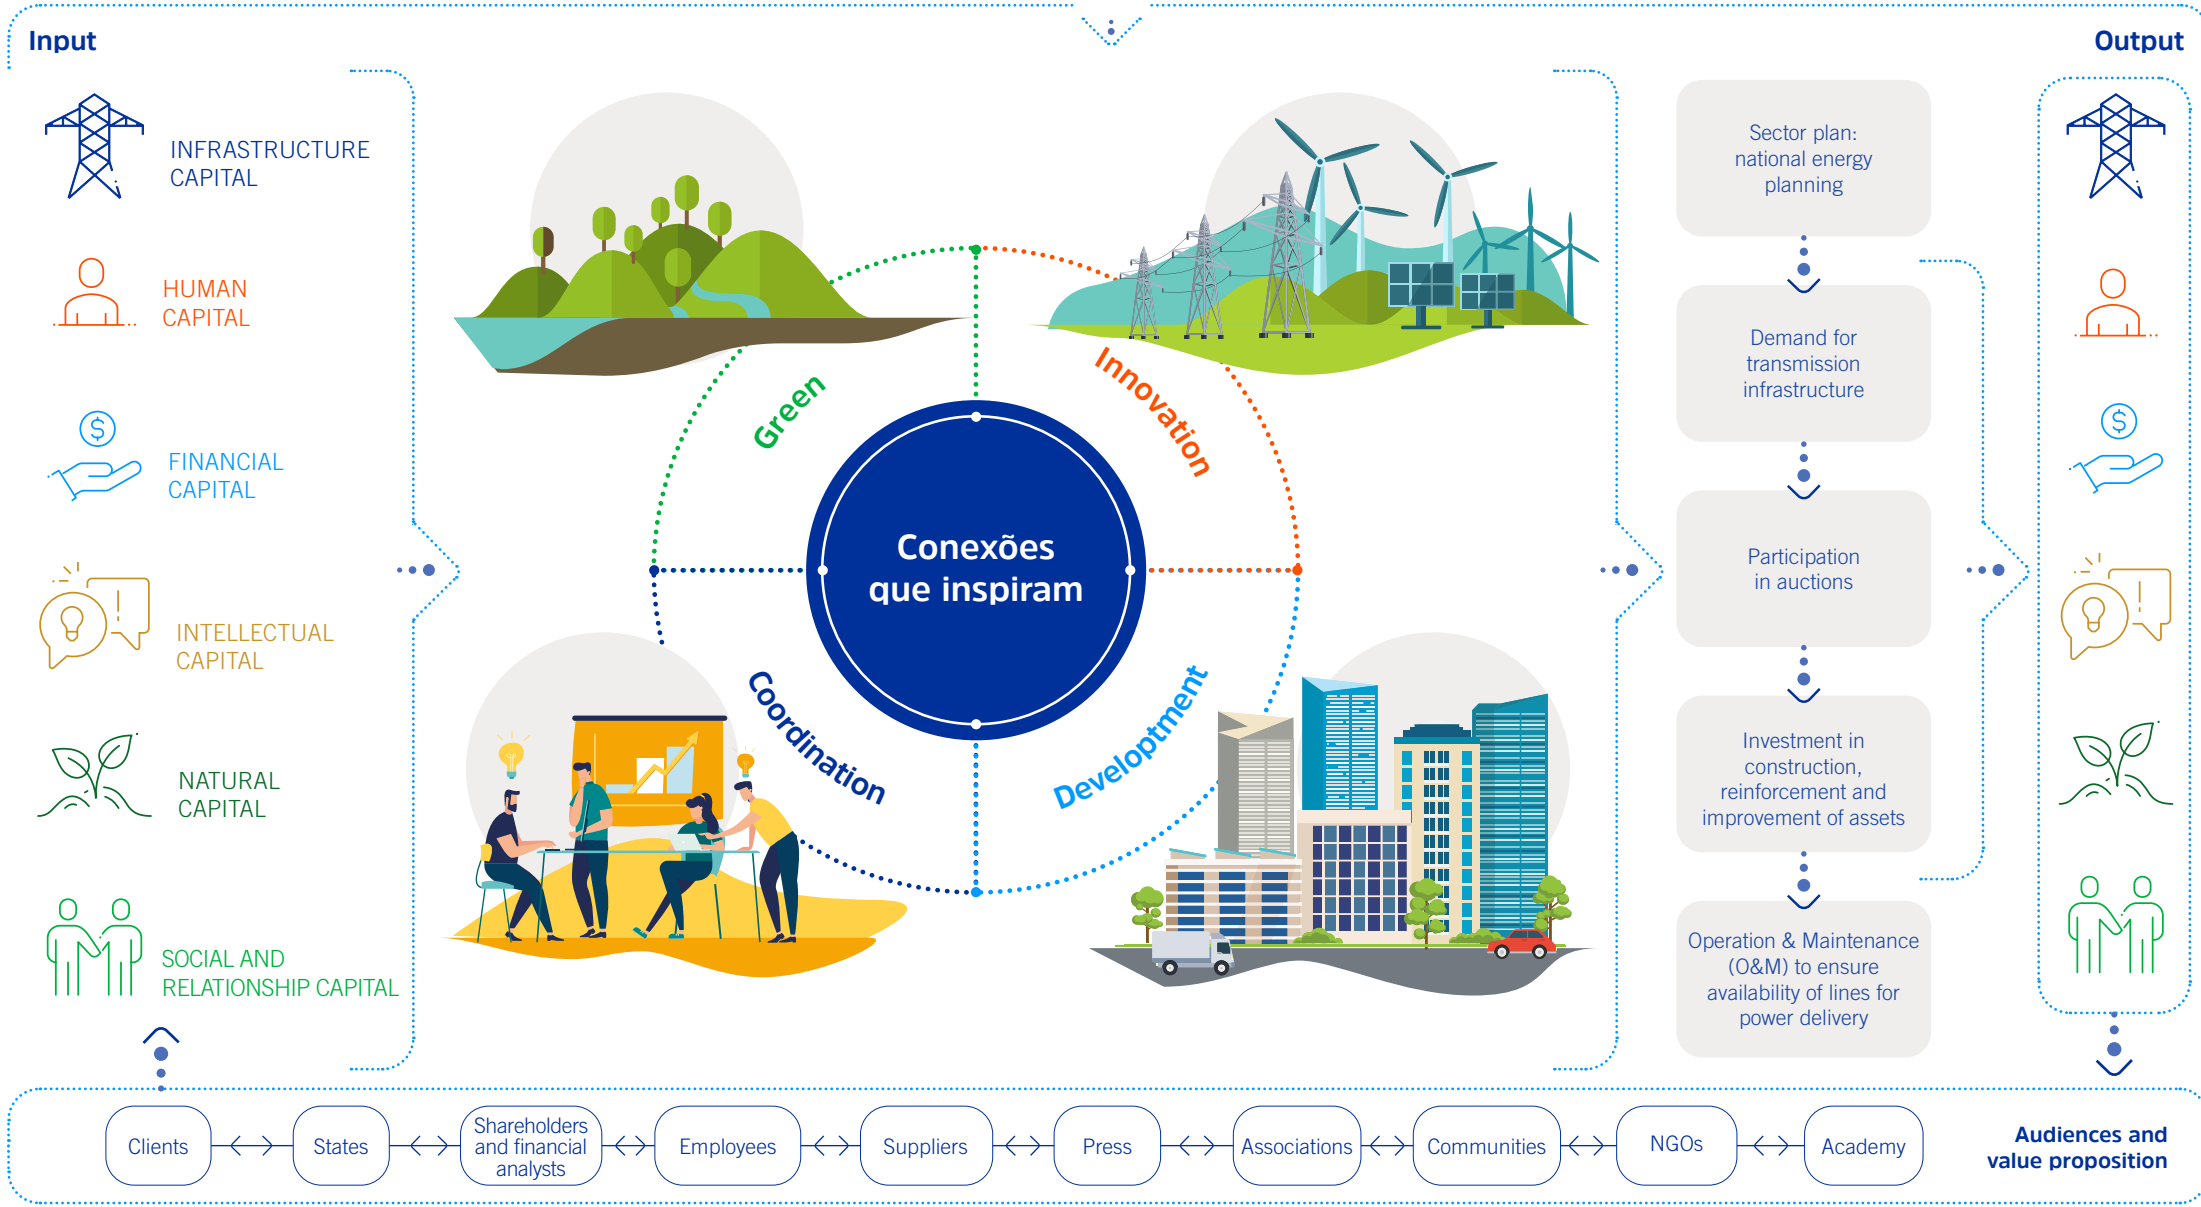 Input
Output
INFRASTRUCTURE
CAPITAL
HUMAN
CAPITAL
FINANCIAL
CAPITAL
INTELLECTUAL
CAPITAL
NATURAL
CAPITAL
SOCIAL AND
RELATIONSHIP CAPITAL
Green
Innovation
Conexões
que inspiram
Coordination
Developtment
Sector plan:
national energy
planning
Demand for
transmission
infrastructure
Participation
in auctions
Investment in
construction,
reinforcement and
improvement of assets
Operation & Maintenance
(O&M) to ensure
availability of lines for
power delivery
Clients
States
Shareholders
and financial
analysts
Employees
Suppliers
Press
Associations
Communities
NGOs
Academy
Audiences and
value proposition